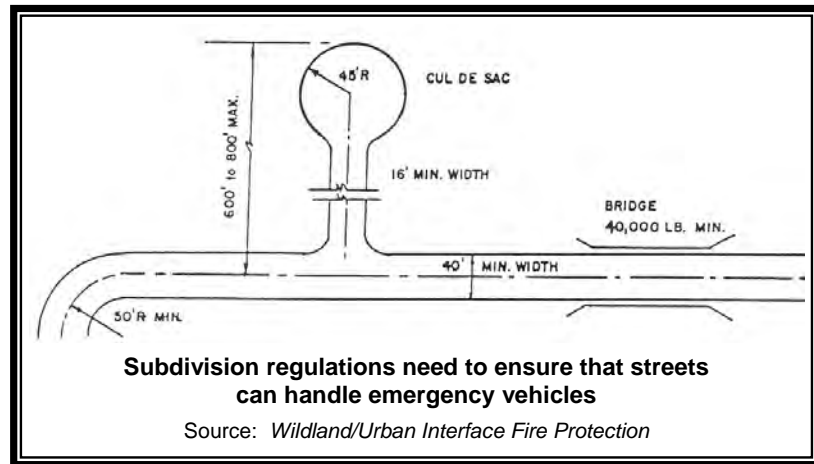 45'R
CUL DE SAC
600' to 800' MAX.
16' MIN. WIDTH
BRIDGE
40,000 LB. MIN.
40' MIN. WIDTH
50'R MIN.
Subdivision regulations need to ensure that streets
can handle emergency vehicles
Source: Wildland/Urban Interface Fire Protection